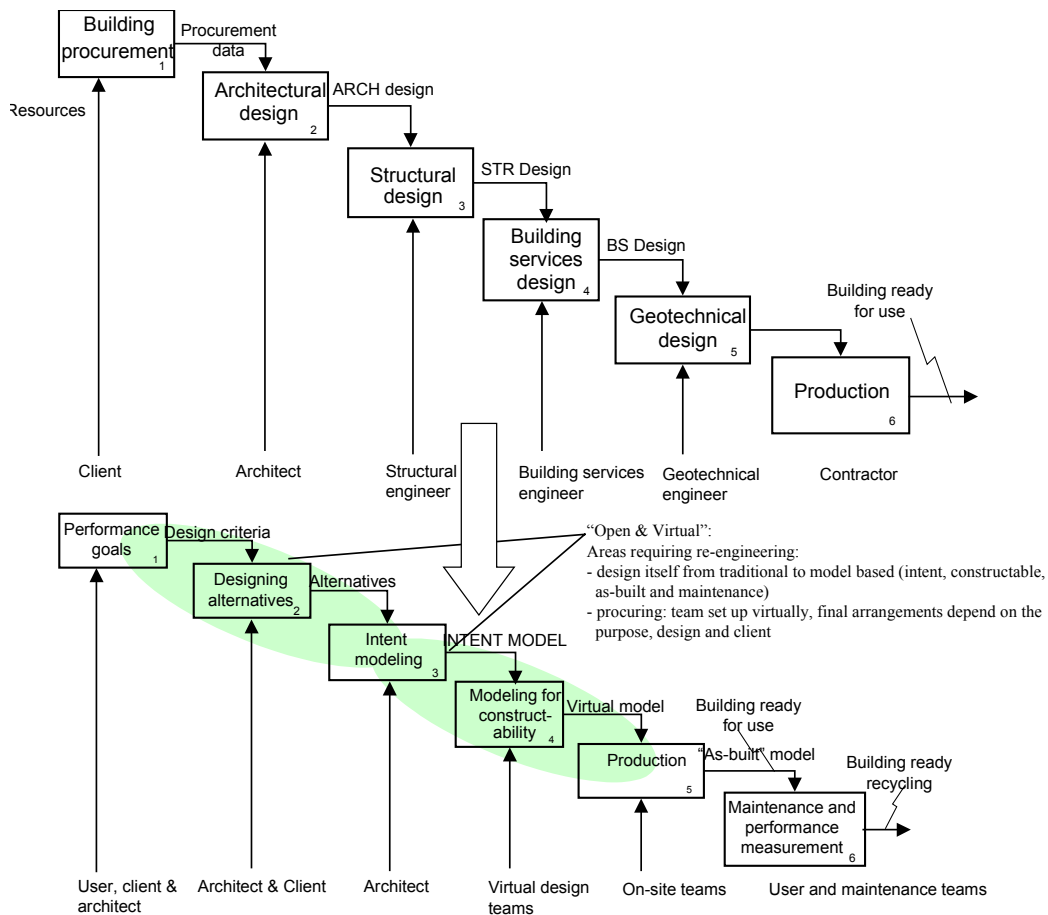 Building
procurement
1
Procurement
data
Resources
Architectural
design
2
ARCH design
Structural
design
3
STR Design
Building
services
design
4
BS Design
Geotechnical
design
5
Building ready
for use
Production
6
Client
Architect
Structural
engineer
Building services
engineer
Geotechnical
engineer
Contractor
Performance
goals
1
Design criteria
Designing
alternatives
2
Alternatives
Intent
modeling
3
INTENT MODEL
“Open & Virtual”:
Areas requiring re-engineering:
- design itself from traditional to model based (intent, constructable,
as-built and maintenance)
- procuring: team set up virtually, final arrangements depend on the
purpose, design and client
Modeling for
construct-
ability
4
Virtual model
Production
5
Building ready
for use
“As-built” model
Maintenance and
performance
measurement
6
Building ready
recycling
User, client &
architect
Architect & Client
Architect
Virtual design
teams
On-site teams
User and maintenance teams